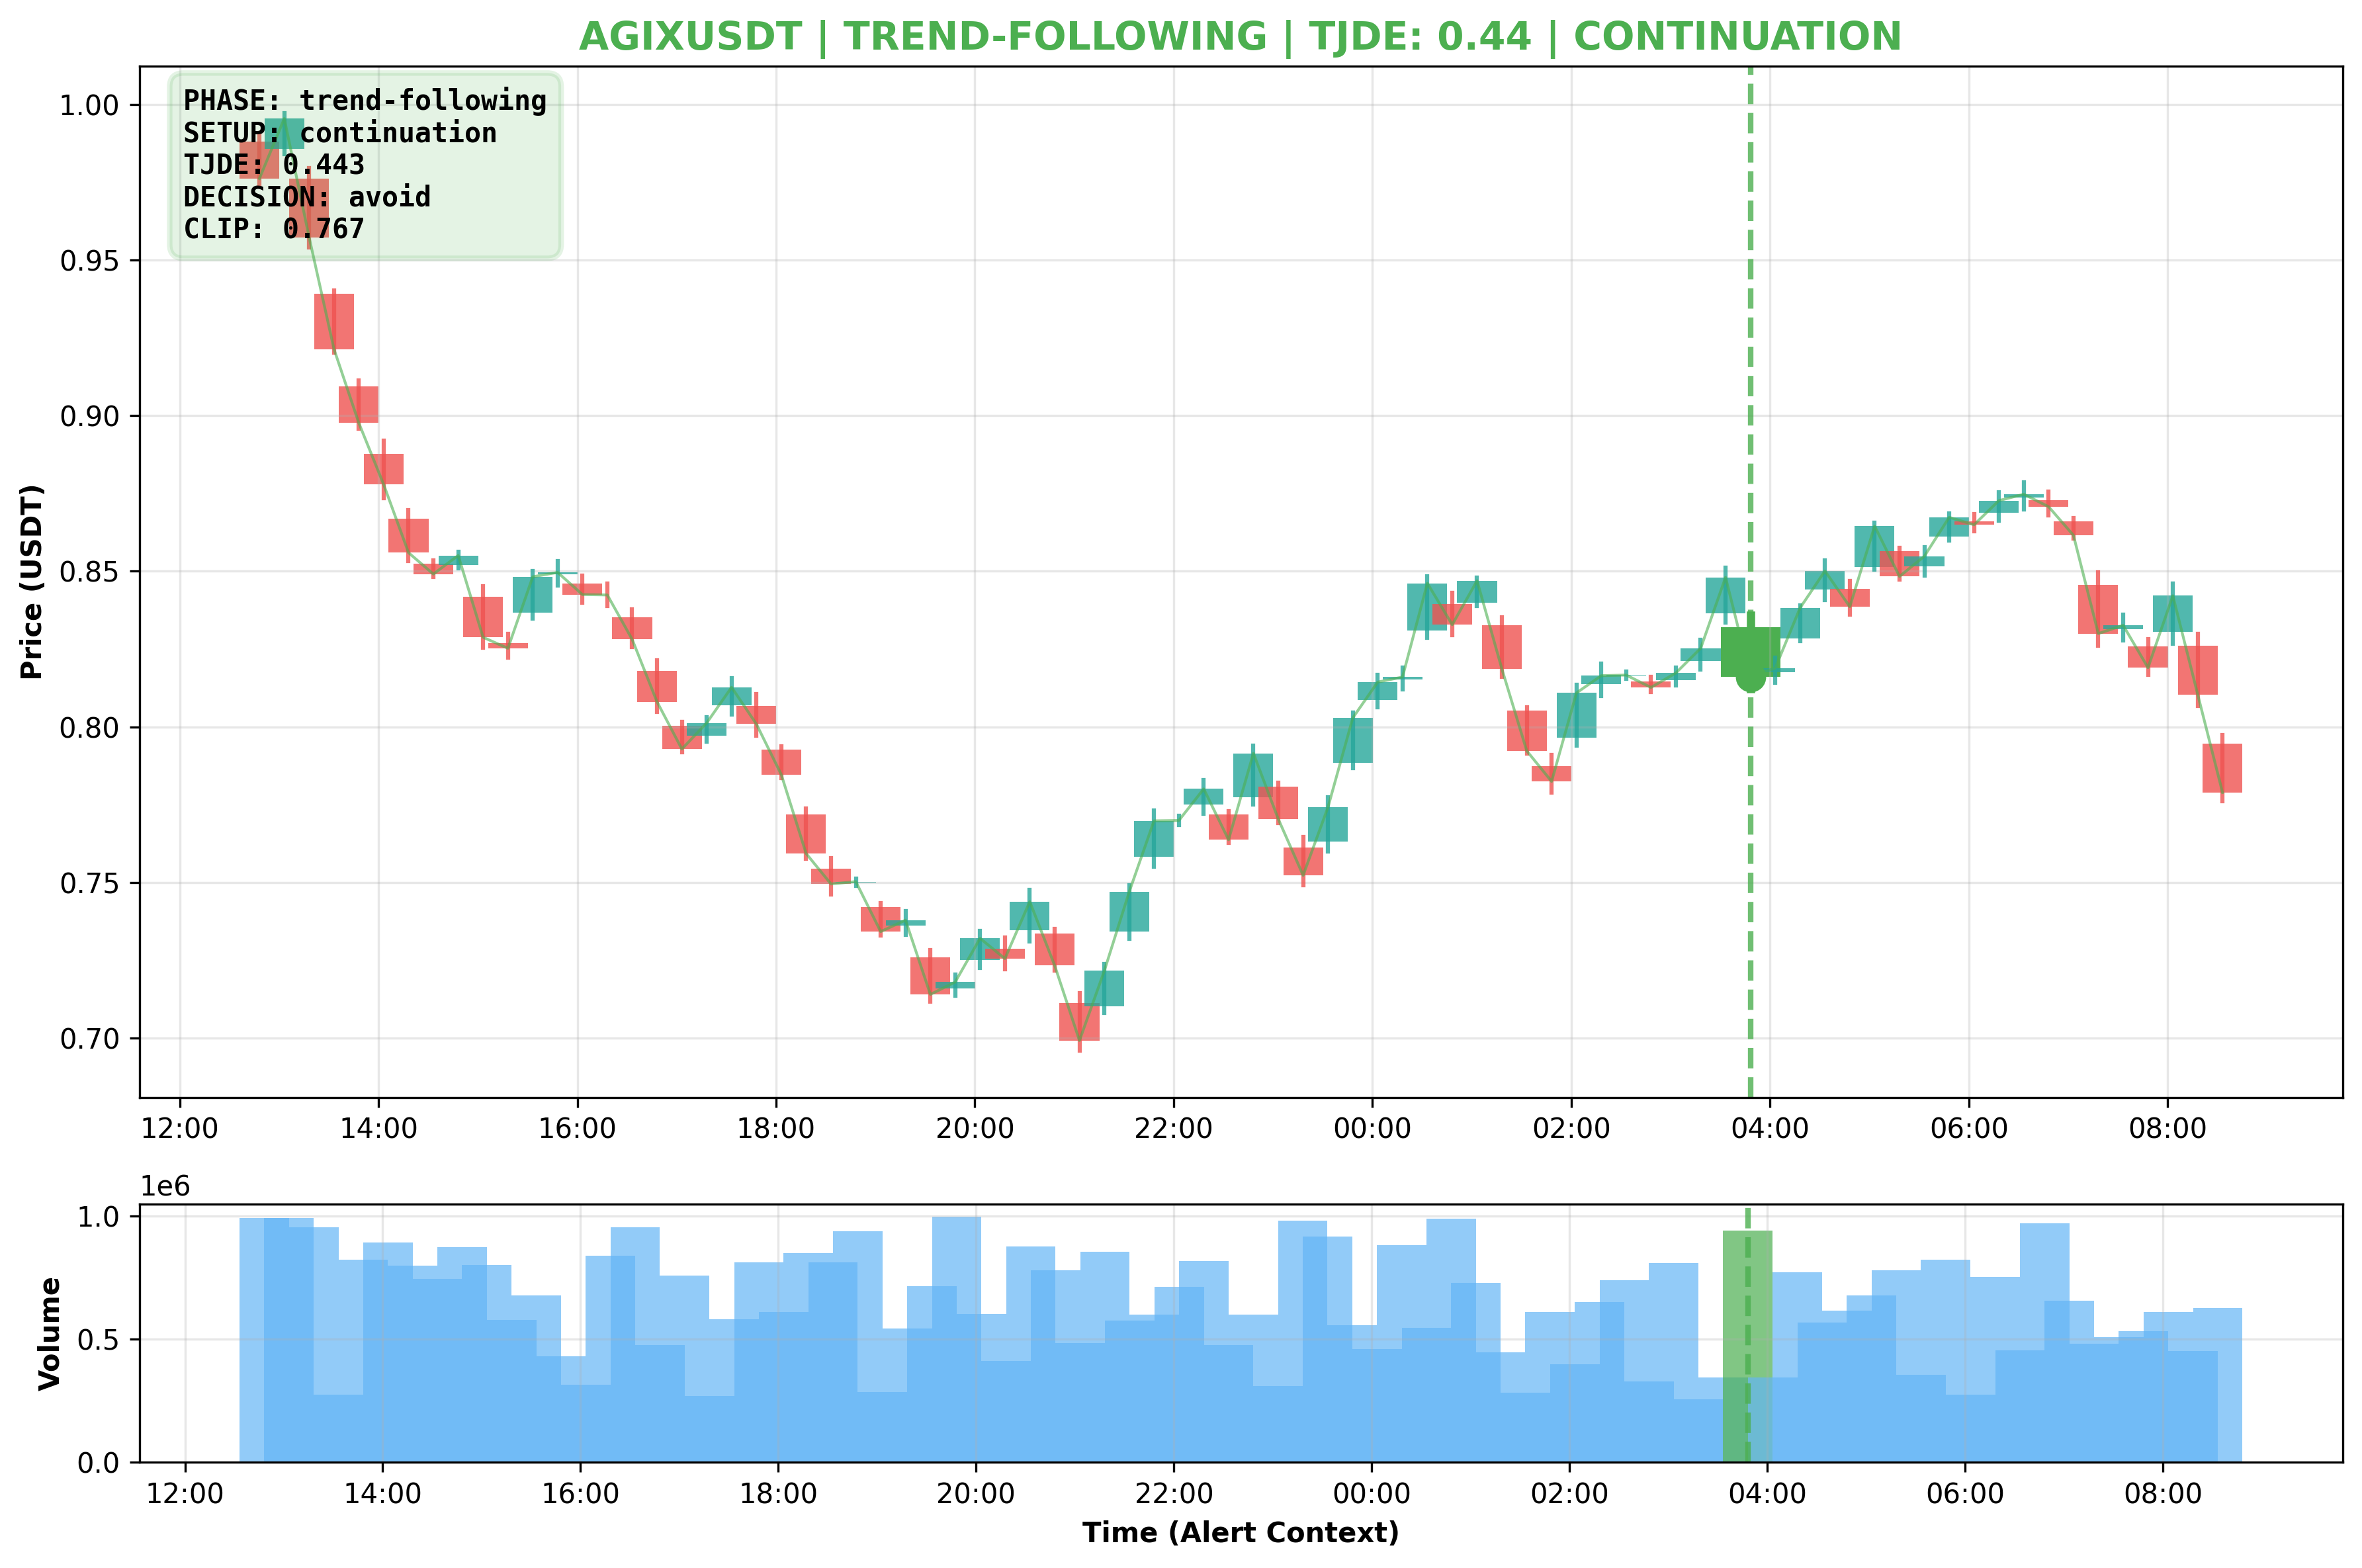 AGIXUSDT | TREND-FOLLOWING | TJDE: 0.44 | CONTINUATION
PHASE: trend-following
SETUP: continuation
TJDE: 0.443
DECISION: avoid
CLIP: 0.767
Price (USDT)
1.00
0.95
0.90
0.85
0.80
0.75
0.70
12:00 14:00 16:00 18:00 20:00 22:00 00:00 02:00 04:00 06:00 08:00
1e6
Volume
1.0
0.5
0.0
12:00 14:00 16:00 18:00 20:00 22:00 00:00 02:00 04:00 06:00 08:00
Time (Alert Context)